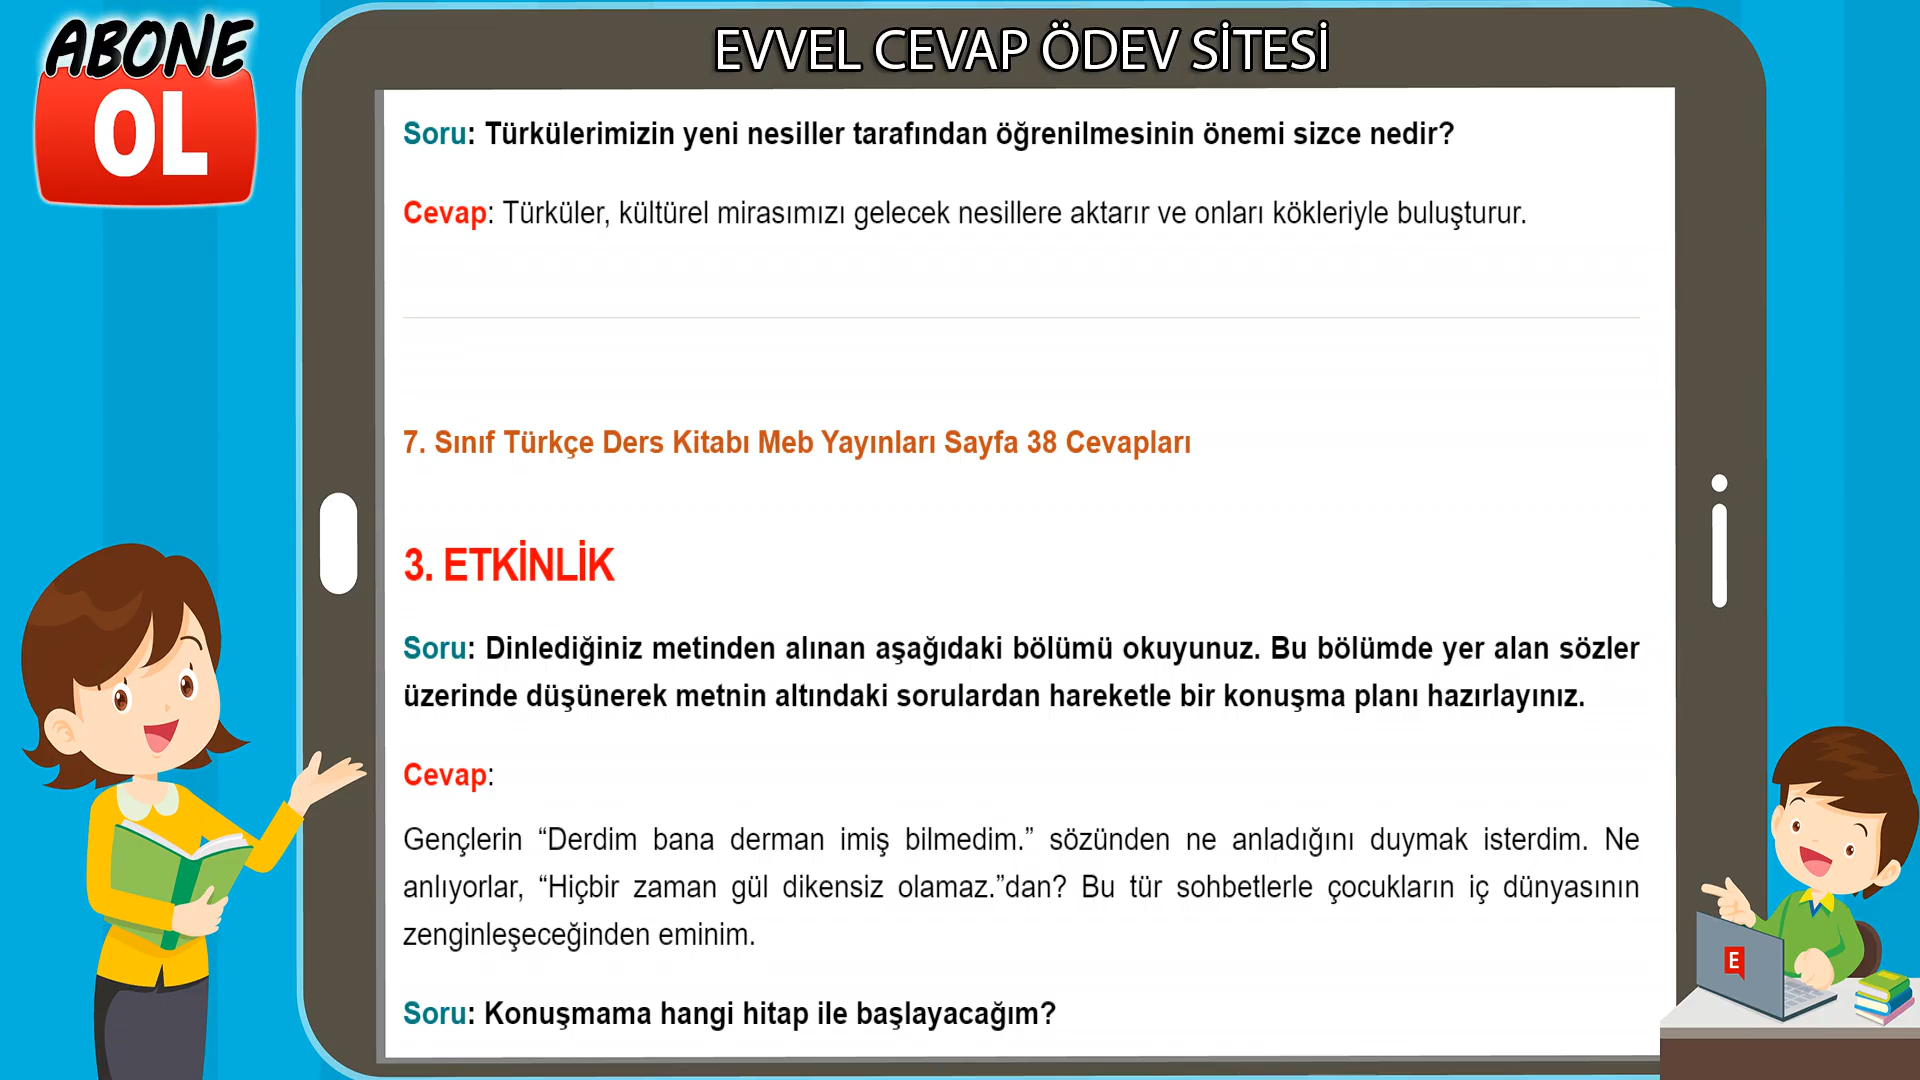 ABONE
OL
EVVEL CEVAP ÖDEV SİTESİ
Soru: Türkülerimizin yeni nesiller tarafından öğrenilmesinin önemi sizce nedir?
Cevap: Türküler, kültürel mirasımızı gelecek nesillere aktarır ve onları kökleriyle buluşturur.
7. Sınıf Türkçe Ders Kitabı Meb Yayınları Sayfa 38 Cevapları
3. ETKİNLİK
Soru: Dinlediğiniz metinden alınan aşağıdaki bölümü okuyunuz. Bu bölümde yer alan sözler
üzerinde düşünerek metnin altındaki sorulardan hareketle bir konuşma planı hazırlayınız.
Cevap:
Gençlerin “Derdim bana derman imiş bilmedim.” sözünden ne anladığını duymak isterdim. Ne
anlıyorlar, “Hiçbir zaman gül dikensiz olamaz.”dan? Bu tür sohbetlerle çocukların iç dünyasının
zenginleşeceğinden eminim.
Soru: Konuşmama hangi hitap ile başlayacağım?
E